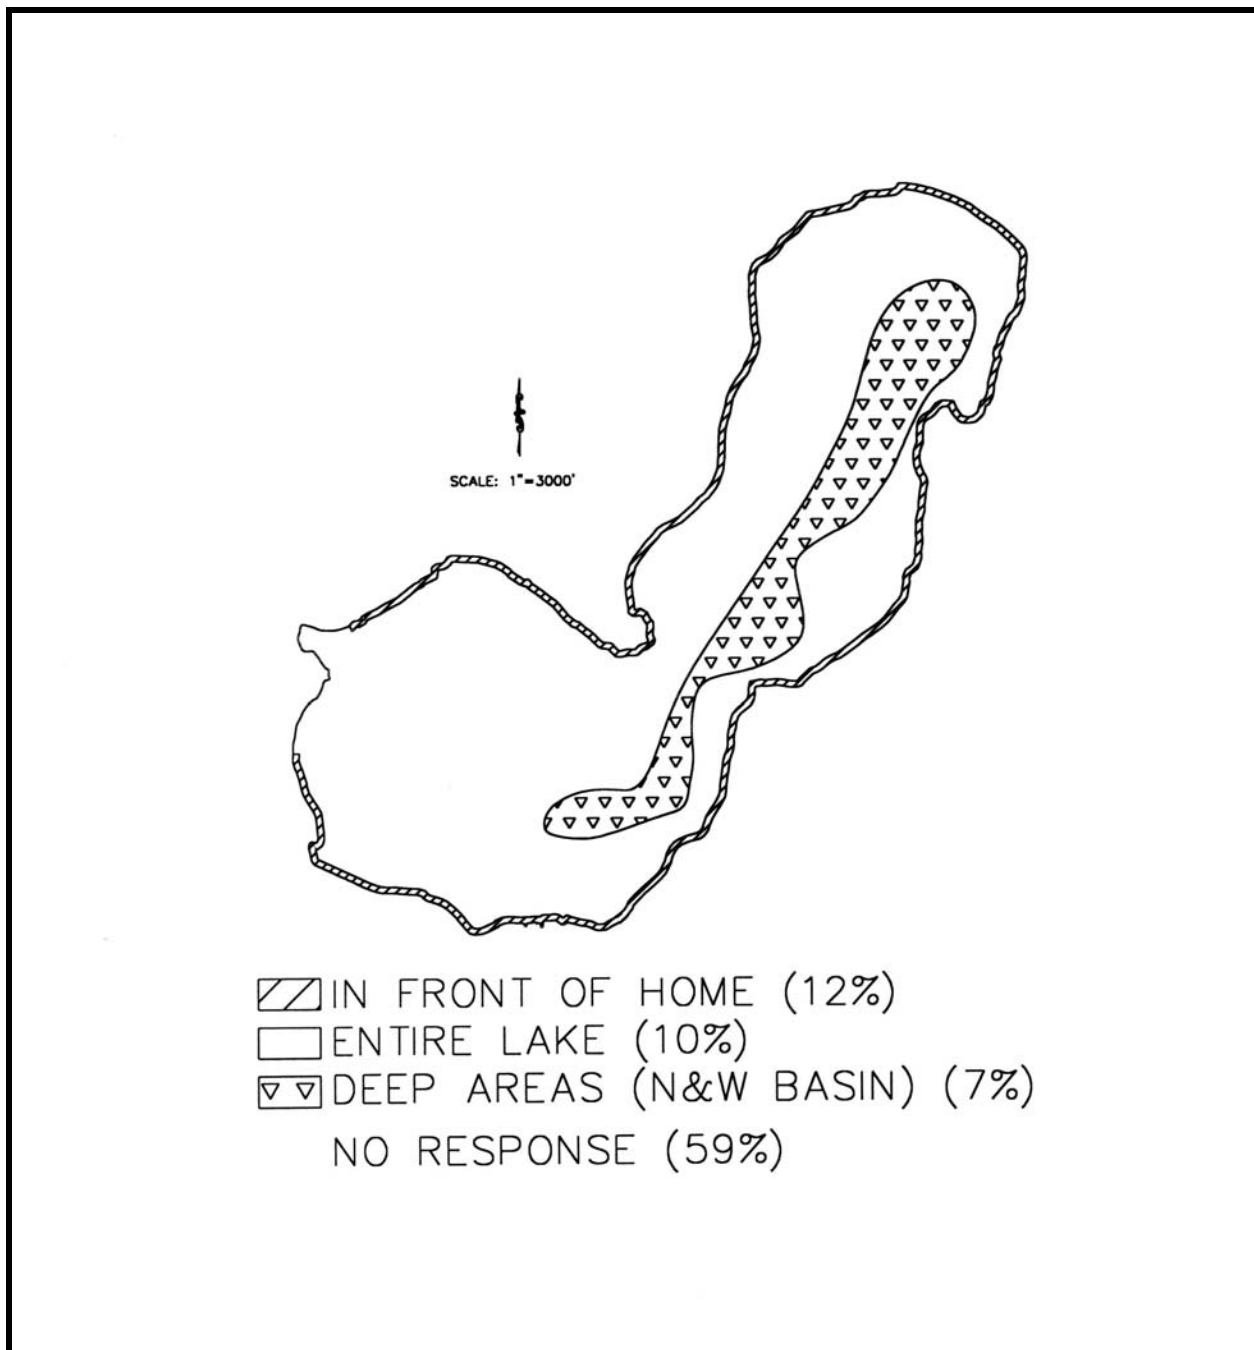 SCALE: 1"=3000'
IN FRONT OF HOME (12%)
ENTIRE LAKE (10%)
DEEP AREAS (N&W BASIN) (7%)
NO RESPONSE (59%)